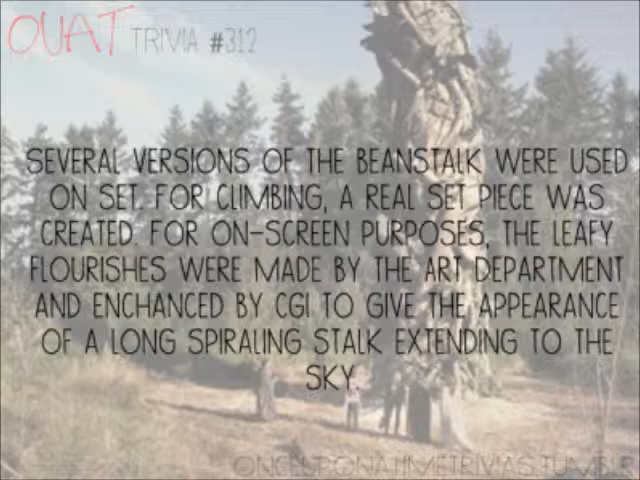 OUAT TRIVIA #312
SEVERAL VERSIONS OF THE BEANSTALK WERE USED
ON SET. FOR CLIMBING, A REAL SET PIECE WAS
CREATED. FOR ON-SCREEN PURPOSES, THE LEAFY
FLOURISHES WERE MADE BY THE ART DEPARTMENT
AND ENCHANCED BY CGI TO GIVE THE APPEARANCE
OF A LONG SPIRALING STALK EXTENDING TO THE
SKY.
ONCEUPONATIMETRIVIAS.TUMBLR